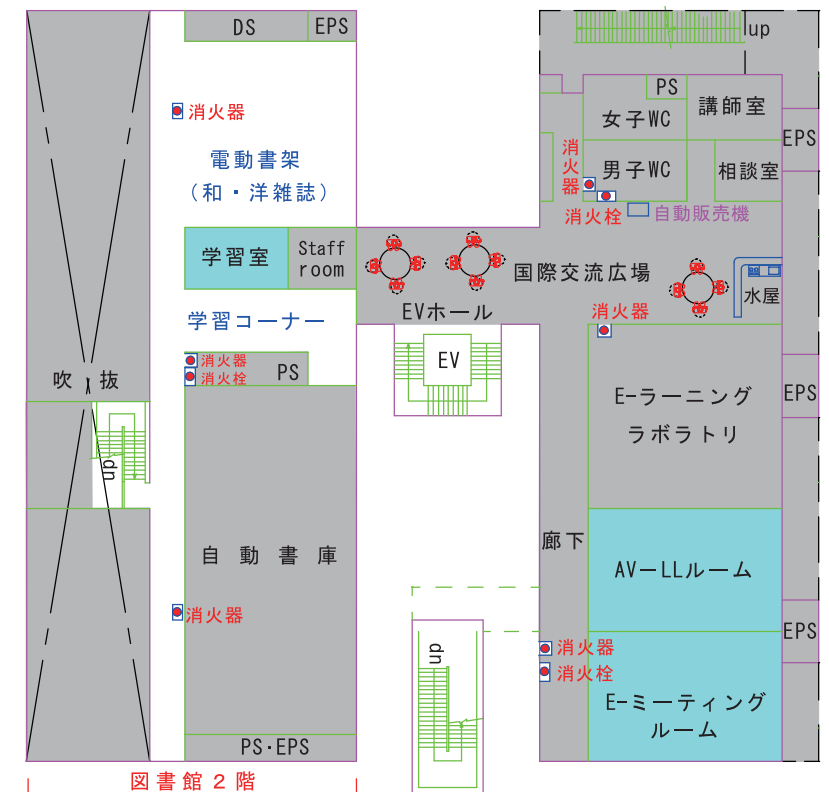 DS
EPS
消火器
電動書架
(和・洋雑誌)
学習室
Staff
room
学習コーナー
消火器
消火栓
PS
吹 抜
dn
自 動 書 庫
消火器
PS・EPS
図書館2階
国際交流広場
EVホール
EV
dn
up
PS
女子WC
講師室
EPS
男子WC
相談室
消火器
消火栓
自動販売機
水屋
消火器
E-ラーニング
ラボラトリ
EPS
廊下
AV-LLルーム
EPS
消火器
消火栓
E-ミーティング
ルーム